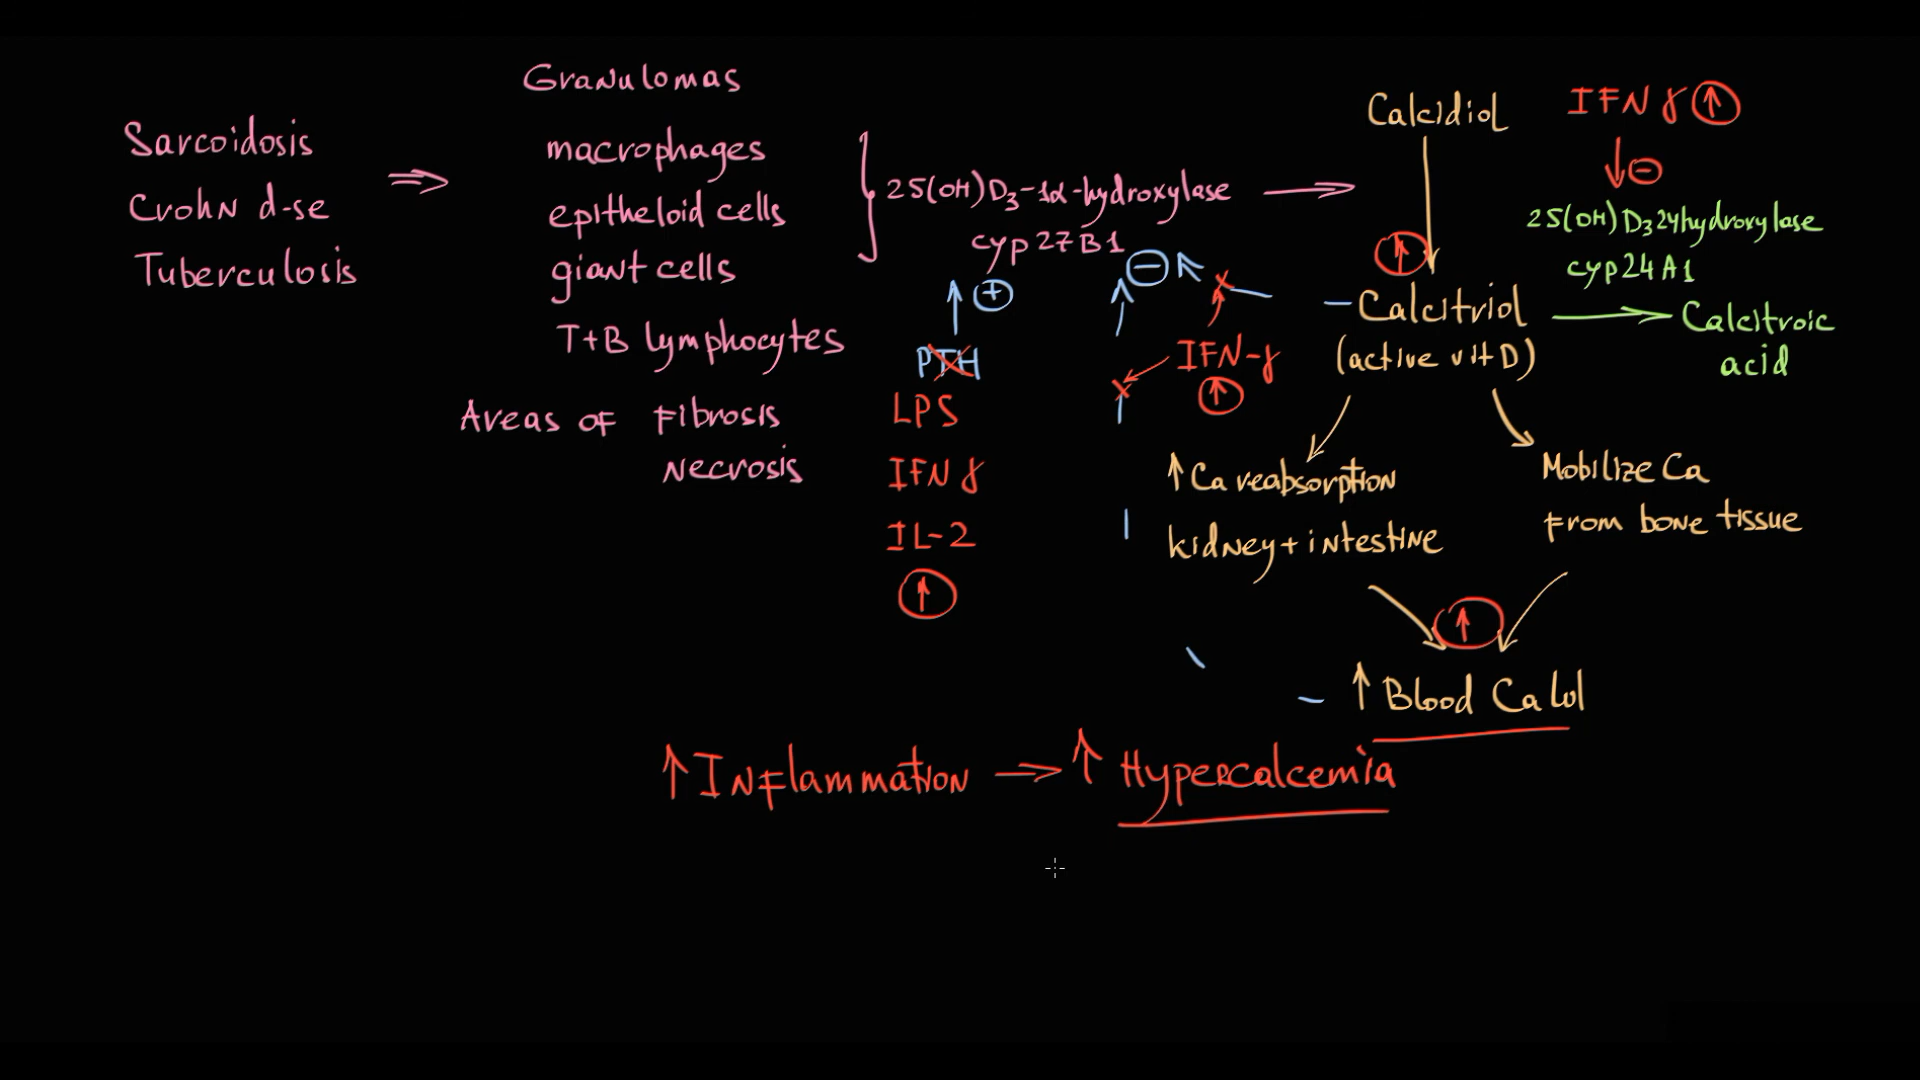 Sarcoidosis
Crohn d-se
Tuberculosis
⇒
Granulomas
macrophages
epitheloid cells
giant cells
T+B lymphocytes
Areas of fibrosis
necrosis
25(OH)D₃-1α-hydroxylase →
cyp27B1
↑ ⊕
PTH
LPS
IFN γ
IL-2
↑
⊖
IFN-γ
↑
Calcidiol
↑
Calcitriol
(active vit D)
IFN γ ↑
↓ ⊖
25(OH)D₃24hydroxylase
cyp24A1
→ Calcitroic
acid
↑ Ca reabsorption
kidney + intestine
Mobilize Ca
from bone tissue
↑
↑ Blood Ca lvl
↑ Inflammation → ↑ Hypercalcemia